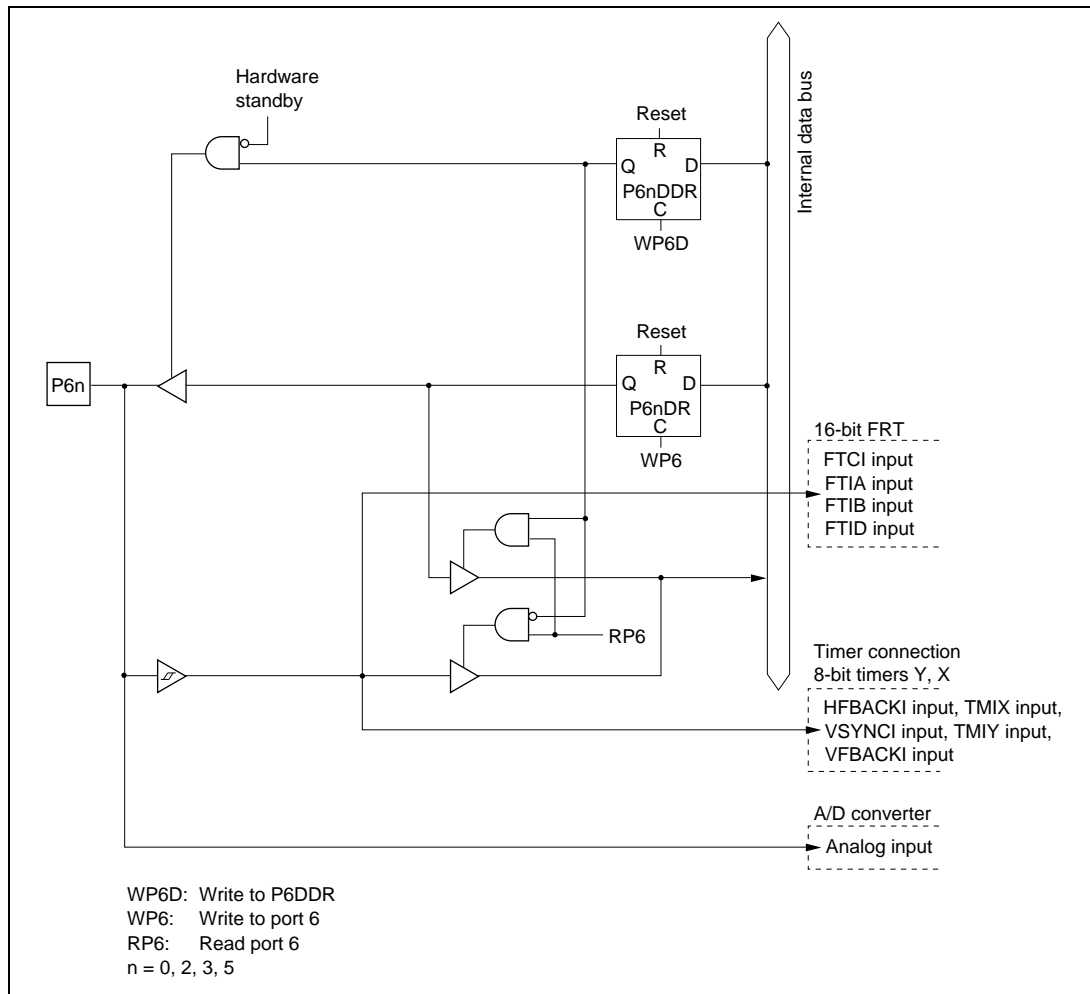 Hardware
standby
Reset
R
Q D
P6nDDR
C
WP6D
Internal data bus
Reset
R
P6n
Q D
P6nDR
C
WP6
16-bit FRT
FTCI input
FTIA input
FTIB input
FTID input
RP6
Timer connection
8-bit timers Y, X
HFBACKI input, TMIX input,
VSYNCI input, TMIY input,
VFBACKI input
A/D converter
Analog input
WP6D: Write to P6DDR
WP6: Write to port 6
RP6: Read port 6
n = 0, 2, 3, 5